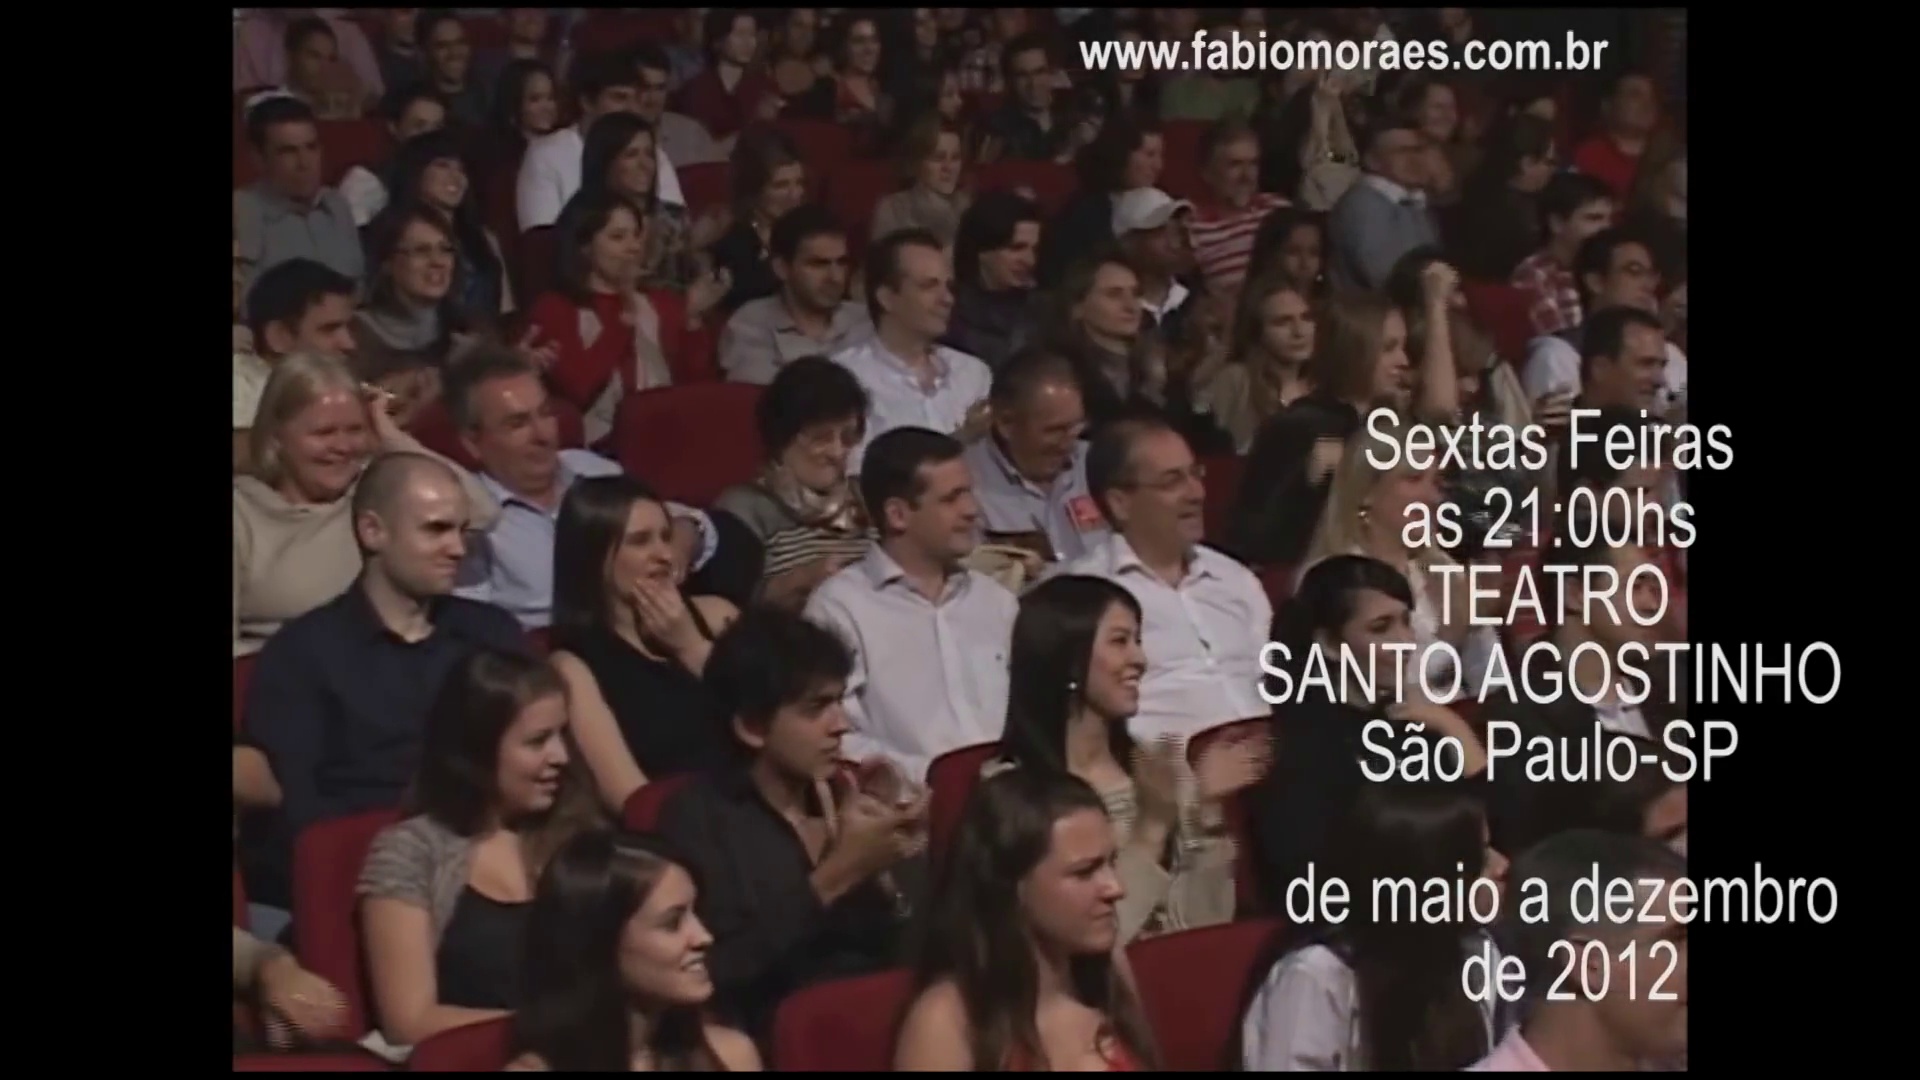 www.fabiomoraes.com.br
Sextas Feiras
as 21:00hs
TEATRO
SANTO AGOSTINHO
São Paulo-SP
de maio a dezembro
de 2012